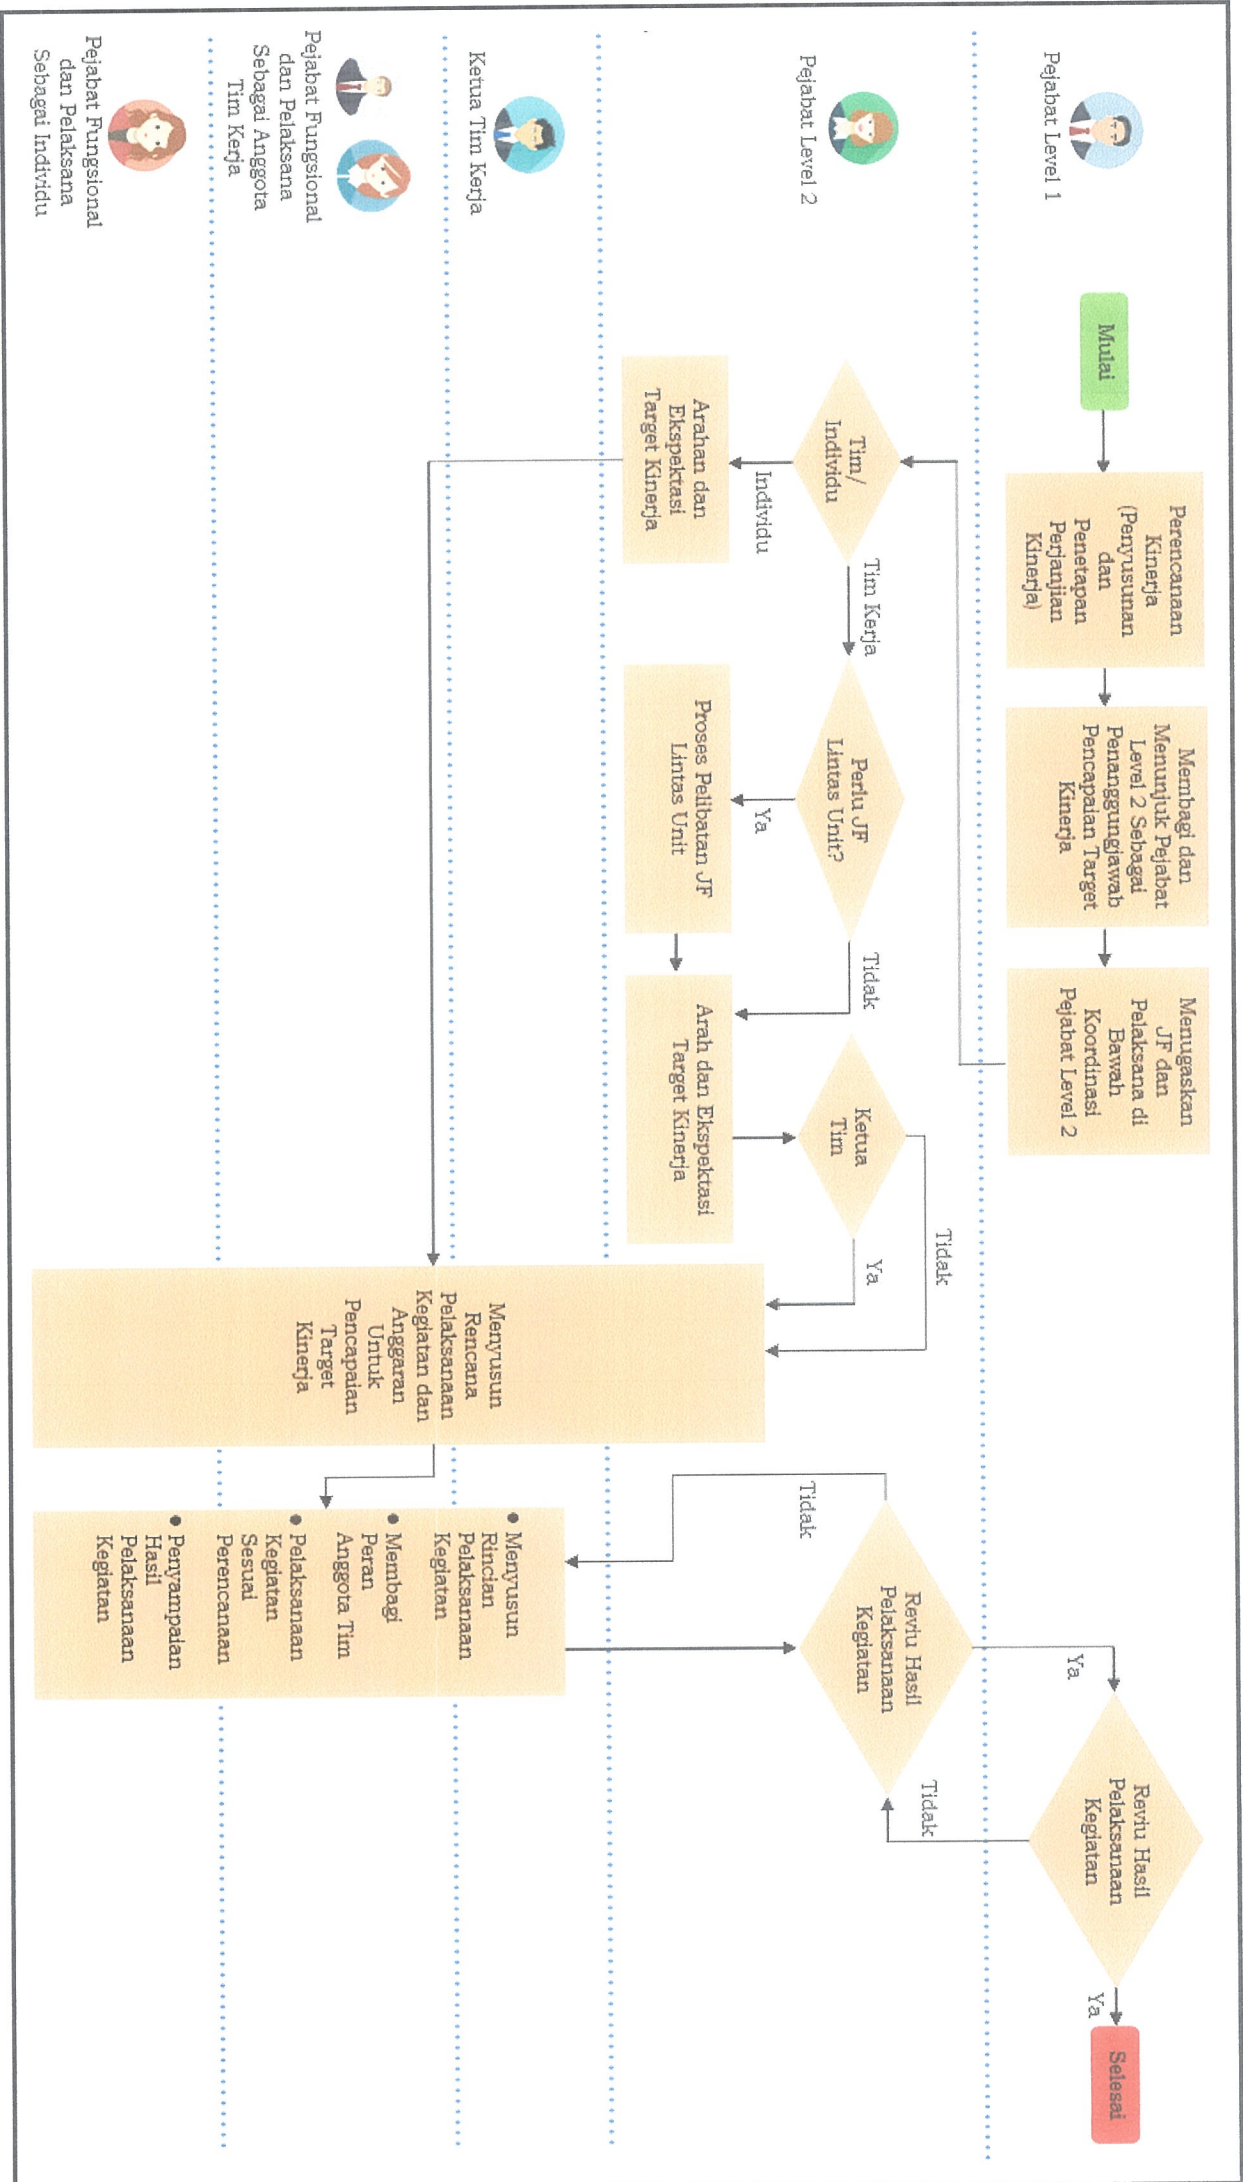 Pejabat Level 1
Mulai
Perencanaan
Kinerja
(Penyusunan
dan
Penetapan
Perjanjian
Kinerja)
Membagi dan
Menunjuk Pejabat
Level 2 Sebagai
Penanggungjawab
Pencapaian Target
Kinerja
Menugaskan
JF dan
Pelaksana di
Bawah
Koordinasi
Pejabat Level 2
Ya
Reviu Hasil
Pelaksanaan
Kegiatan
Ya
Selesai
Tidak
Pejabat Level 2
Tim/
Individu
Tim Kerja
Individu
Arahan dan
Ekspektasi
Target Kinerja
Perlu JF
Lintas Unit?
Ya
Tidak
Proses Pelibatan JF
Lintas Unit
Arah dan Ekspektasi
Target Kinerja
Ketua
Tim
Tidak
Ya
Reviu Hasil
Pelaksanaan
Kegiatan
Tidak
Ketua Tim Kerja
Menyusun
Rencana
Pelaksanaan
Kegiatan dan
Anggaran
Untuk
Pencapaian
Target
Kinerja
● Menyusun
Rincian
Pelaksanaan
Kegiatan
● Membagi
Peran
Anggota Tim
● Pelaksanaan
Kegiatan
Sesuai
Perencanaan
● Penyampaian
Hasil
Pelaksanaan
Kegiatan
Pejabat Fungsional
dan Pelaksana
Sebagai Anggota
Tim Kerja
Pejabat Fungsional
dan Pelaksana
Sebagai Individu